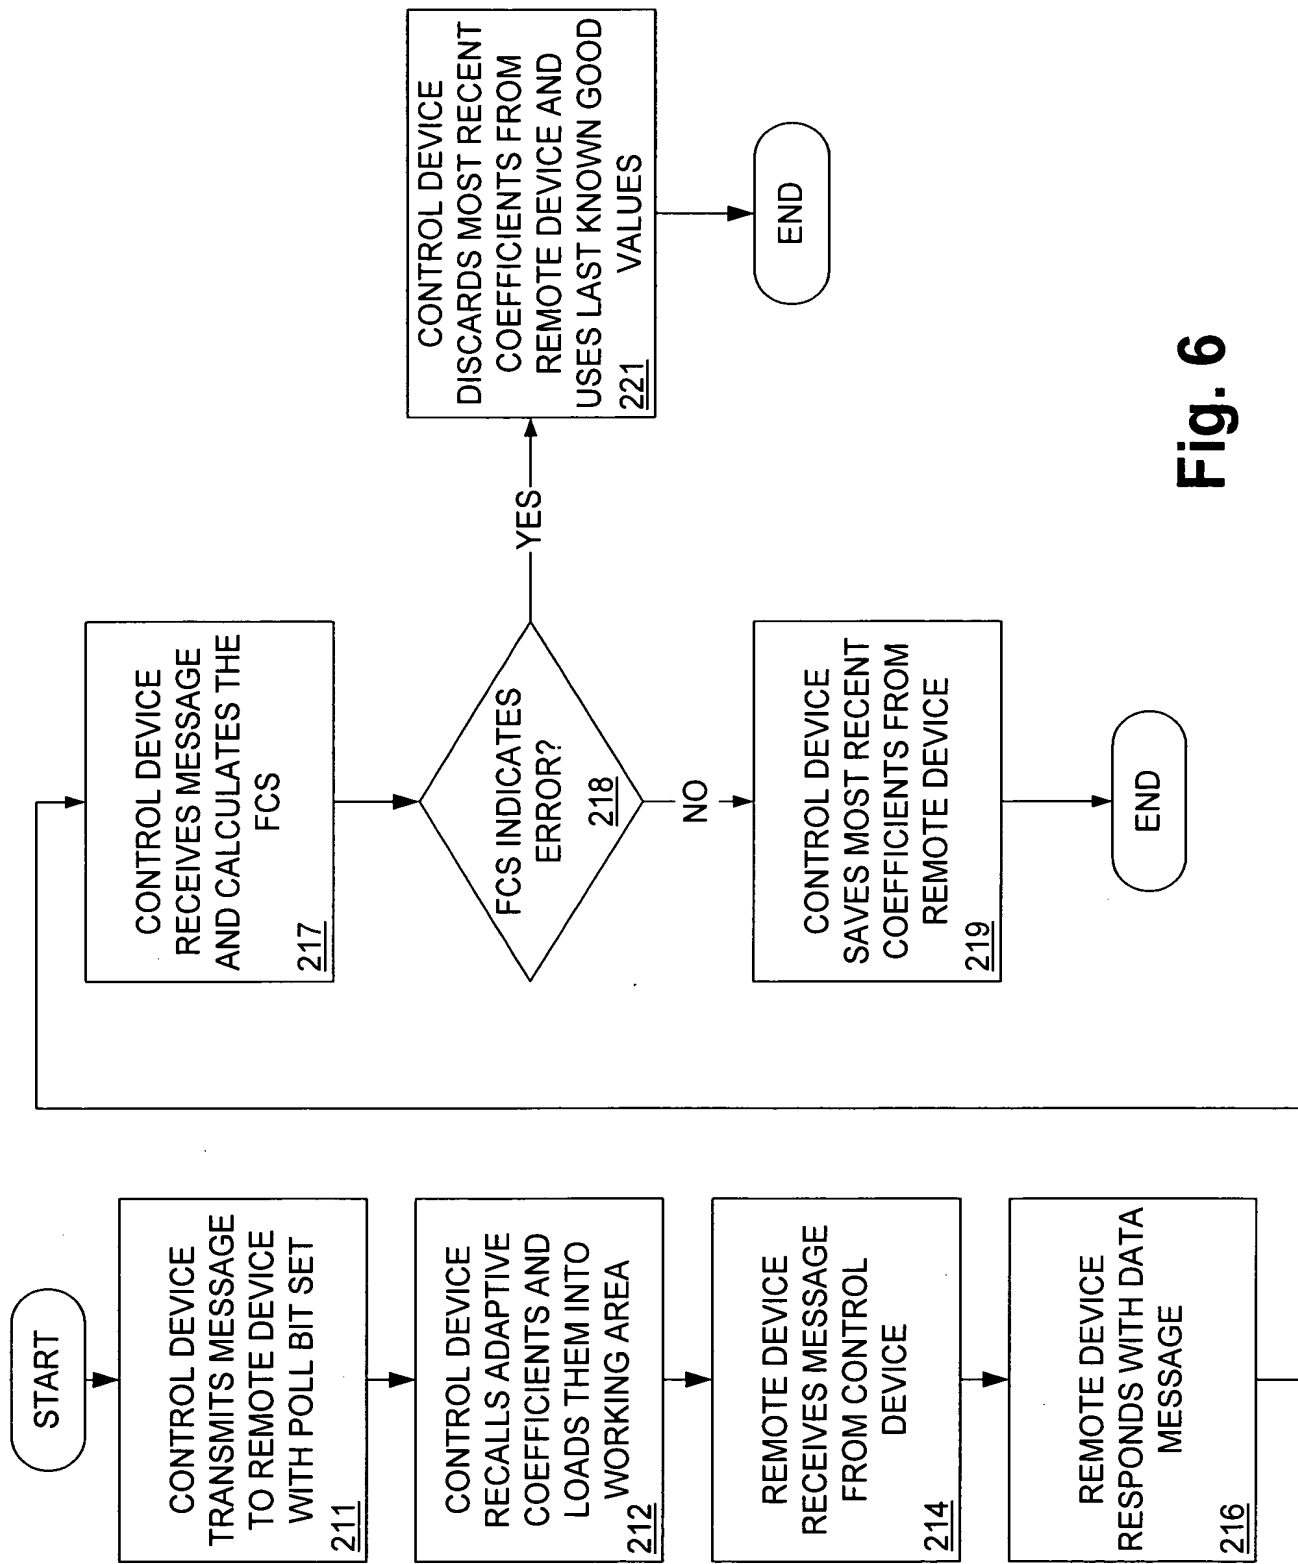 START
CONTROL DEVICE
TRANSMITS MESSAGE
TO REMOTE DEVICE
WITH POLL BIT SET
211
CONTROL DEVICE
RECALLS ADAPTIVE
COEFFICIENTS AND
LOADS THEM INTO
WORKING AREA
212
REMOTE DEVICE
RECEIVES MESSAGE
FROM CONTROL
DEVICE
214
REMOTE DEVICE
RESPONDS WITH DATA
MESSAGE
216
CONTROL DEVICE
RECEIVES MESSAGE
AND CALCULATES THE
FCS
217
FCS INDICATES
ERROR?
218
YES
NO
CONTROL DEVICE
SAVES MOST RECENT
COEFFICIENTS FROM
REMOTE DEVICE
219
END
CONTROL DEVICE
DISCARDS MOST RECENT
COEFFICIENTS FROM
REMOTE DEVICE AND
USES LAST KNOWN GOOD
VALUES
221
END
Fig. 6